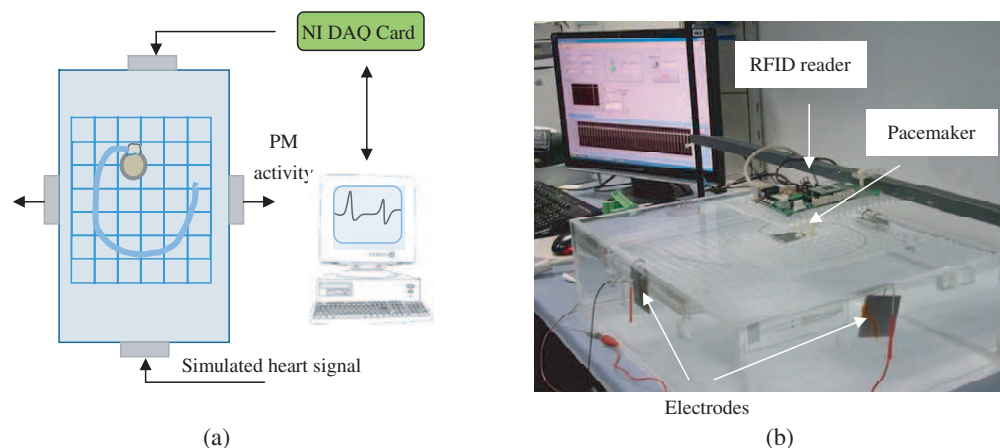 NI DAQ Card
PM
activity
Simulated heart signal
(a)
RFID reader
Pacemaker
Electrodes
(b)